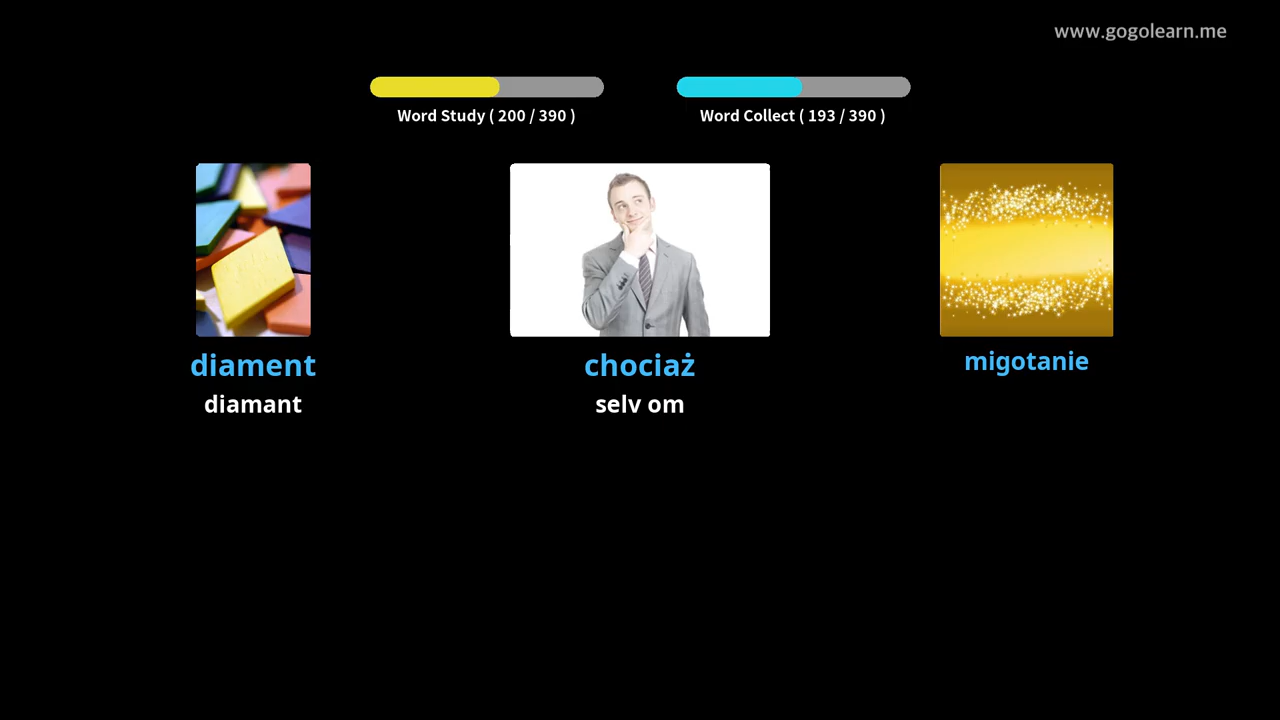 www.gogolearn.me
Word Study ( 200 / 390 )
Word Collect ( 193 / 390 )
diament
diamant
chociaż
selv om
migotanie